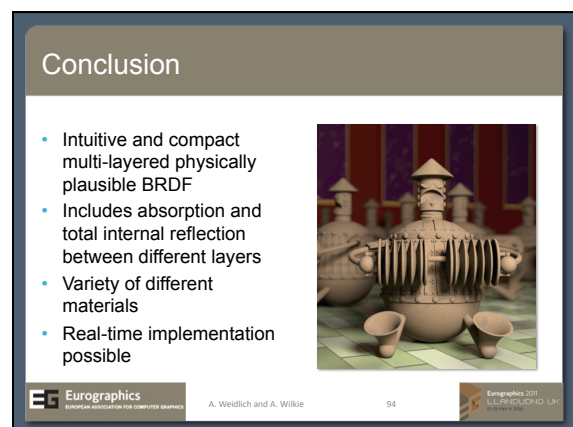 Conclusion
• Intuitive and compact
multi-layered physically
plausible BRDF
• Includes absorption and
total internal reflection
between different layers
• Variety of different
materials
• Real-time implementation
possible
EG Eurographics
EUROPEAN ASSOCIATION FOR COMPUTER GRAPHICS
A. Weidlich and A. Wilkie
94
Eurographics 2011
LLANDUDNO UK